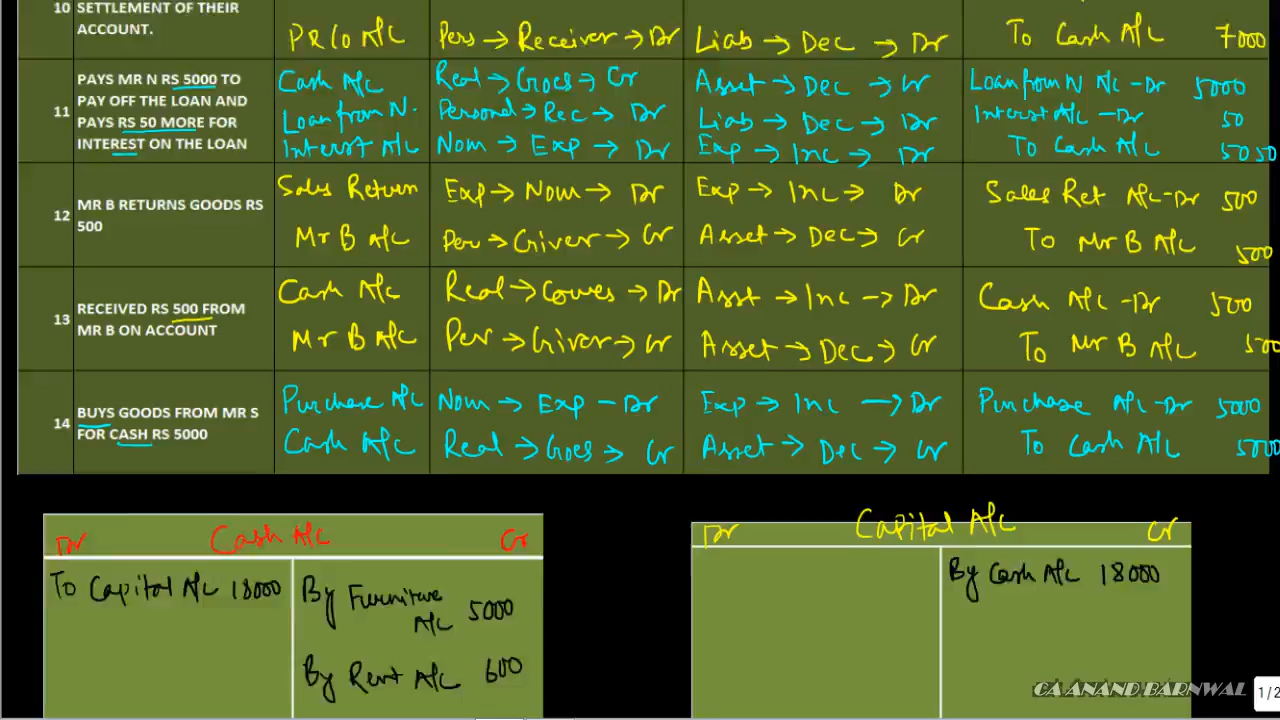 10 SETTLEMENT OF THEIR
ACCOUNT.
PR Co A/c Pers → Receiver → Dr Liab → Dec → Dr To Cash A/c 7000
11 PAYS MR N RS 5000 TO
PAY OFF THE LOAN AND
PAYS RS 50 MORE FOR
INTEREST ON THE LOAN
Cash A/c Real → Goes → Cr Asset → Dec → Cr Loan from N A/c - Dr 5000
Loan from N. Personal → Rec → Dr Liab → Dec → Dr Interest A/c - Dr 50
Interst A/c Nom → Exp → Dr Exp → Inc → Dr To Cash A/c 5050
12 MR B RETURNS GOODS RS
500
Sales Return Exp → Nom → Dr Exp → Inc → Dr Sales Ret A/c - Dr 500
Mr B A/c Per → Giver → Cr Asset → Dec → Cr To Mr B A/c 500
13 RECEIVED RS 500 FROM
MR B ON ACCOUNT
Cash A/c Real → Comes → Dr Asst → Inc → Dr Cash A/c - Dr 500
Mr B A/c Per → Giver → Cr Asset → Dec → Cr To Mr B A/c 500
14 BUYS GOODS FROM MR S
FOR CASH RS 5000
Purchase A/c Nom → Exp - Dr Exp → Inc → Dr Purchase A/c - Dr 5000
Cash A/c Real → Goes → Cr Asset → Dec → Cr To Cash A/c 5000
Dr Cash A/c Cr
To Capital A/c 18000 By Furniture
A/c 5000
By Rent A/c 600
Dr Capital A/c Cr
By Cash A/c 18000
CA ANAND BARNWAL
1/2